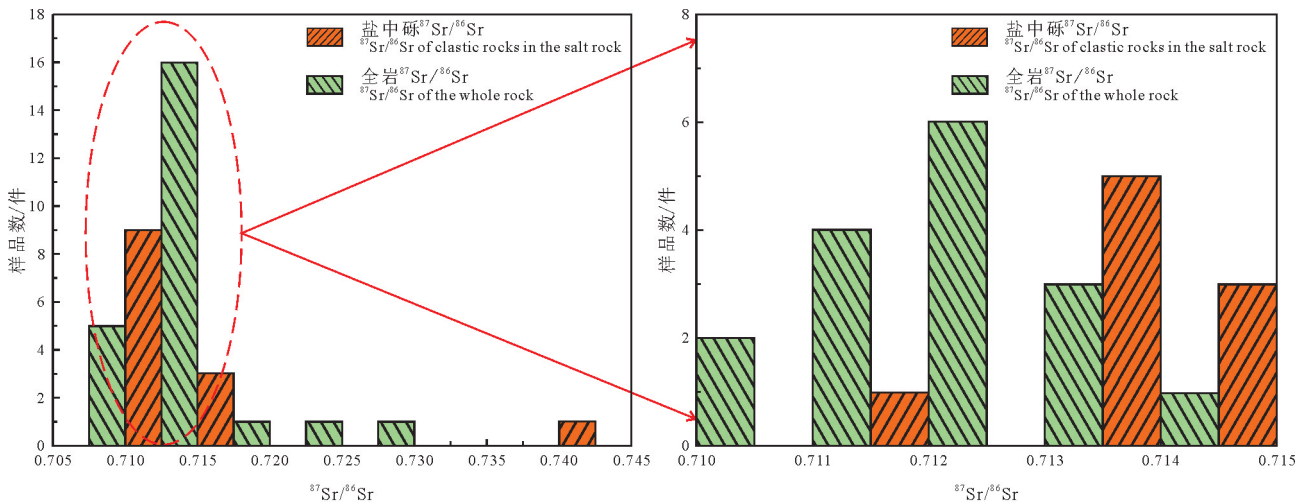 18
16
14
12
10
8
6
4
2
0
样品数/件
盐中砾⁸⁷Sr/⁸⁶Sr
⁸⁷Sr/⁸⁶Sr of clastic rocks in the salt rock
全岩⁸⁷Sr/⁸⁶Sr
⁸⁷Sr/⁸⁶Sr of the whole rock
0.705 0.710 0.715 0.720 0.725 0.730 0.735 0.740 0.745
⁸⁷Sr/⁸⁶Sr
8
6
4
2
0
样品数/件
盐中砾⁸⁷Sr/⁸⁶Sr
⁸⁷Sr/⁸⁶Sr of clastic rocks in the salt rock
全岩⁸⁷Sr/⁸⁶Sr
⁸⁷Sr/⁸⁶Sr of the whole rock
0.710 0.711 0.712 0.713 0.714 0.715
⁸⁷Sr/⁸⁶Sr